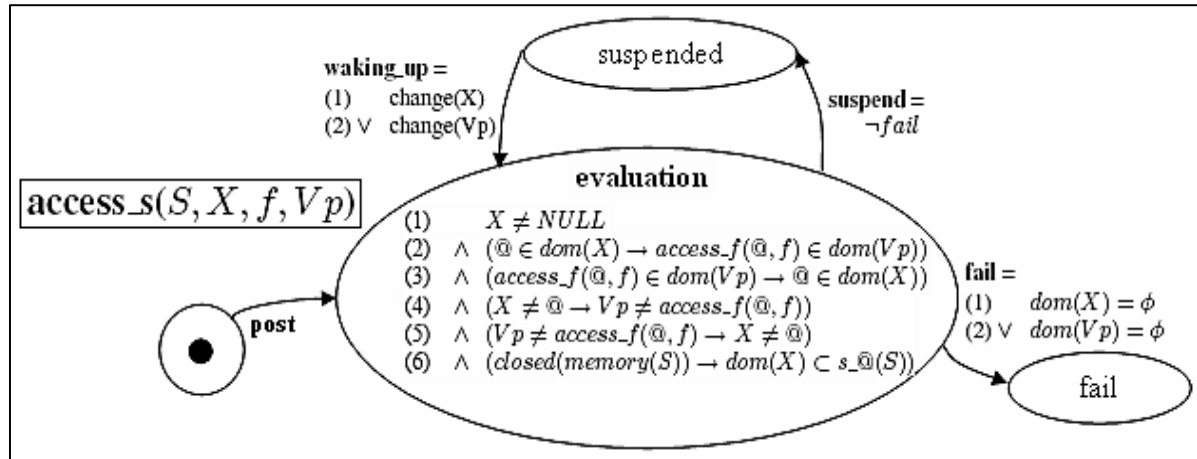 suspended
waking_up =
(1) change(X)
(2) ∨ change(Vp)
suspend =
¬fail
evaluation
access_s(S, X, f, Vp)
(1) X ≠ NULL
(2) ∧ (@ ∈ dom(X) → access_f(@, f) ∈ dom(Vp))
(3) ∧ (access_f(@, f) ∈ dom(Vp) → @ ∈ dom(X))
(4) ∧ (X ≠ @ → Vp ≠ access_f(@, f))
(5) ∧ (Vp ≠ access_f(@, f) → X ≠ @)
(6) ∧ (closed(memory(S)) → dom(X) ⊂ s_@(S))
fail =
(1) dom(X) = ϕ
(2) ∨ dom(Vp) = ϕ
post
fail